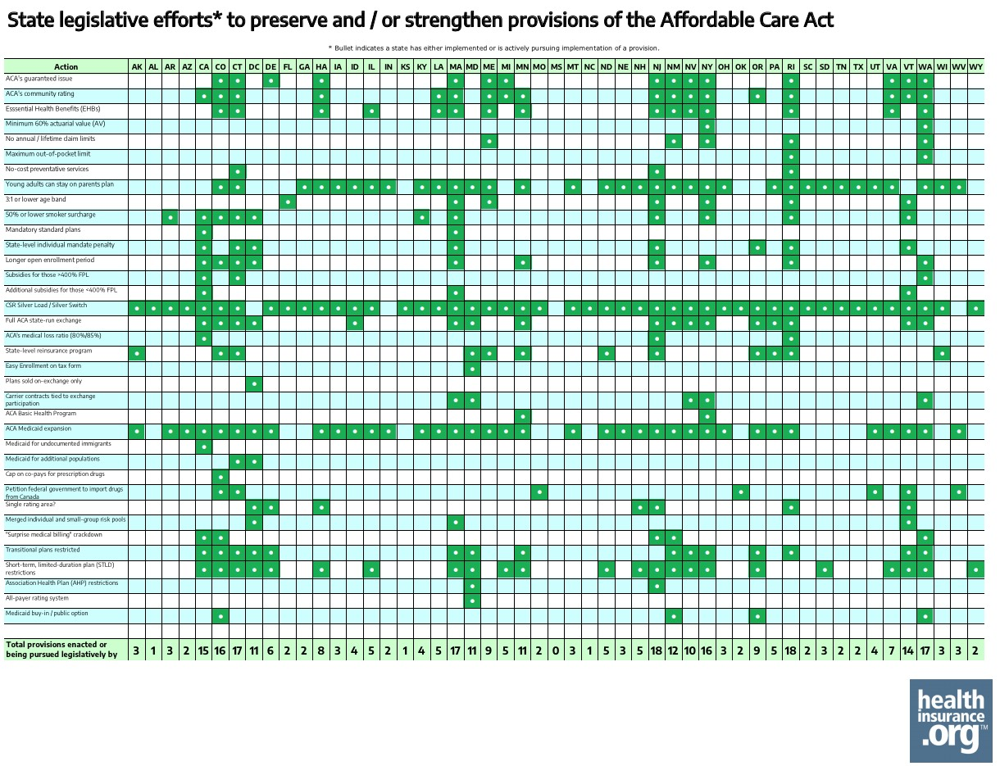 State legislative efforts* to preserve and / or strengthen provisions of the Affordable Care Act
* Bullet indicates a state has either implemented or is actively pursuing implementation of a provision.
Action AK AL AR AZ CA CO CT DC DE FL GA HA IA ID IL IN KS KY LA MA MD ME MI MN MO MS MT NC ND NE NH NJ NM NV NY OH OK OR PA RI SC SD TN TX UT VA VT WA WI WV WY
ACA's guaranteed issue
ACA's community rating
Esssential Health Benefits (EHBs)
Minimum 60% actuarial value (AV)
No annual / lifetime claim limits
Maximum out-of-pocket limit
No-cost preventative services
Young adults can stay on parents plan
3:1 or lower age band
50% or lower smoker surcharge
Mandatory standard plans
State-level individual mandate penalty
Longer open enrollment period
Subsidies for those >400% FPL
Additional subsidies for those <400% FPL
CSR Silver Load / Silver Switch
Full ACA state-run exchange
ACA's medical loss ratio (80%/85%)
State-level reinsurance program
Easy Enrollment on tax form
Plans sold on-exchange only
Carrier contracts tied to exchange
participation
ACA Basic Health Program
ACA Medicaid expansion
Medicaid for undocumented immigrants
Medicaid for additional populations
Cap on co-pays for prescription drugs
Petition federal government to import drugs
from Canada
Single rating area?
Merged individual and small-group risk pools
"Surprise medical billing" crackdown
Transitional plans restricted
Short-term, limited-duration plan (STLD)
restrictions
Association Health Plan (AHP) restrictions
All-payer rating system
Medicaid buy-in / public option
Total provisions enacted or
being pursued legislatively by
3 1 3 2 15 16 17 11 6 2 2 8 3 4 5 2 1 4 5 17 11 9 5 11 2 0 3 1 5 3 5 18 12 10 16 3 2 9 5 18 2 3 2 2 4 7 14 17 3 3 2
health
insurance
.org™